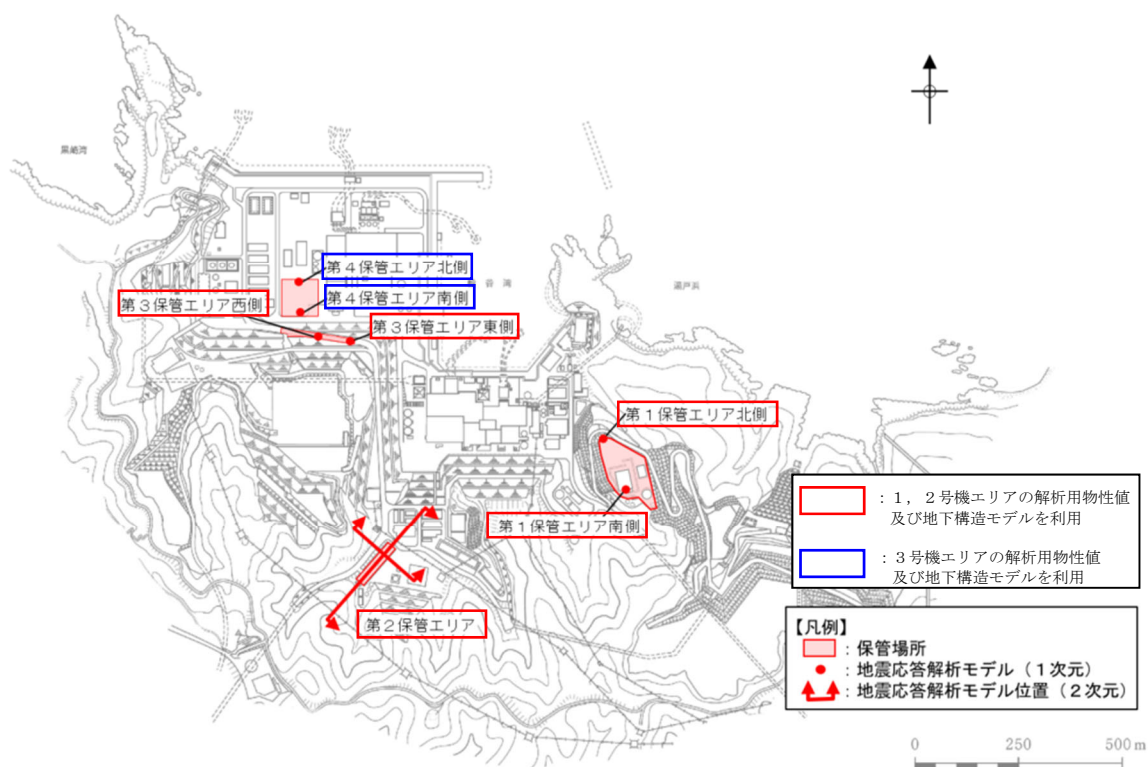 第4保管エリア北側
第4保管エリア南側
第3保管エリア西側
第3保管エリア東側
第1保管エリア北側
第1保管エリア南側
第2保管エリア
:1,2号機エリアの解析用物性値
及び地下構造モデルを利用
:3号機エリアの解析用物性値
及び地下構造モデルを利用
【凡例】
:保管場所
:地震応答解析モデル(1次元)
:地震応答解析モデル位置(2次元)
0 250 500m